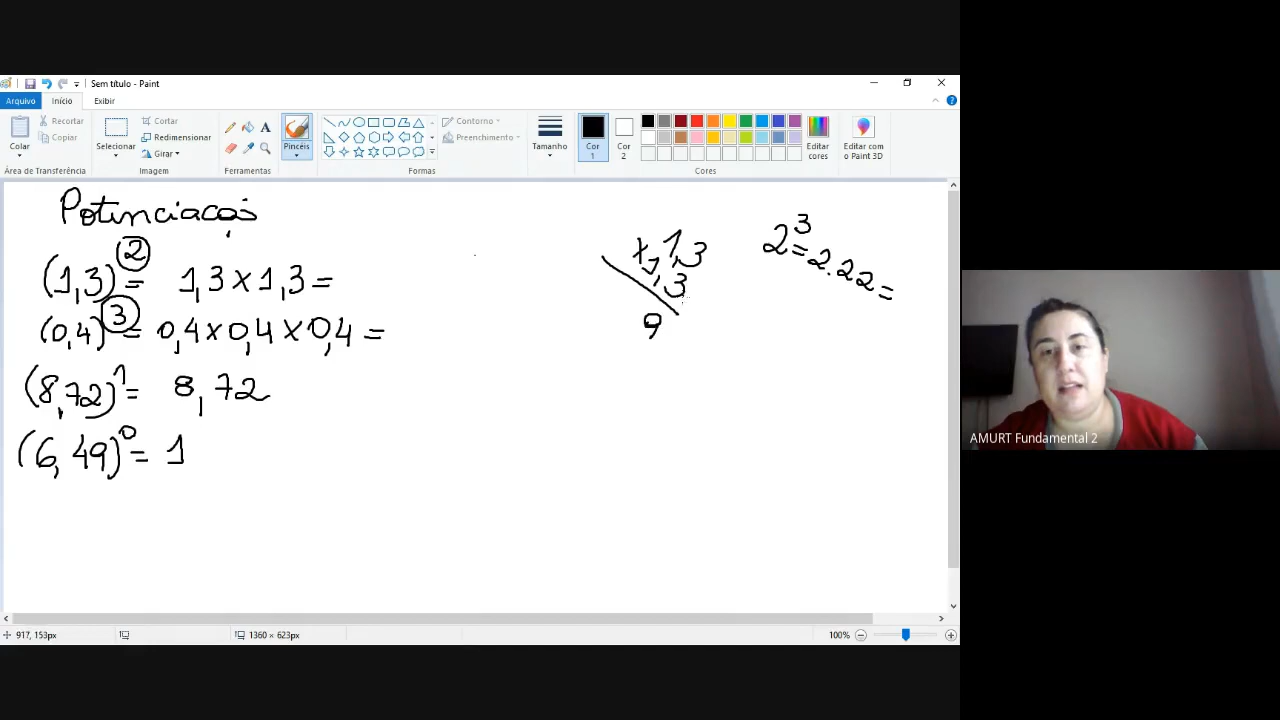 Sem título - Paint
Arquivo Início Exibir
Colar
Recortar
Copiar
Área de Transferência
Selecionar
Cortar
Redimensionar
Girar
Imagem
Ferramentas
Pincéis
Contorno
Preenchimento
Formas
Tamanho
Cor 1
Cor 2
Editar cores
Editar com o Paint 3D
Cores
Potenciação
(1,3)² = 1,3 x 1,3 =
(0,4)³ = 0,4 x 0,4 x 0,4 =
(8,72)¹ = 8,72
(6,49)⁰ = 1
x 1,3
1,3
9
2³ = 2.22 =
AMURT Fundamental 2
917, 153px
1360 × 623px
100%